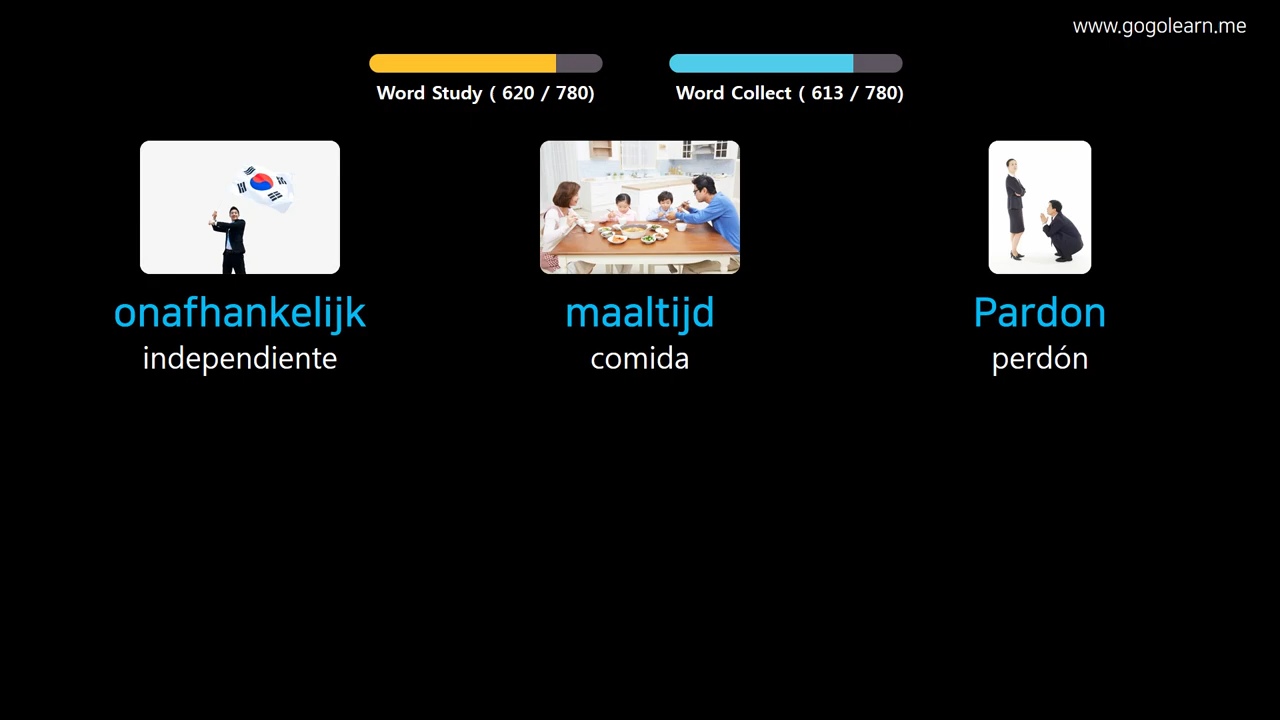 www.gogolearn.me
Word Study ( 620 / 780)
Word Collect ( 613 / 780)
onafhankelijk
independiente
maaltijd
comida
Pardon
perdón